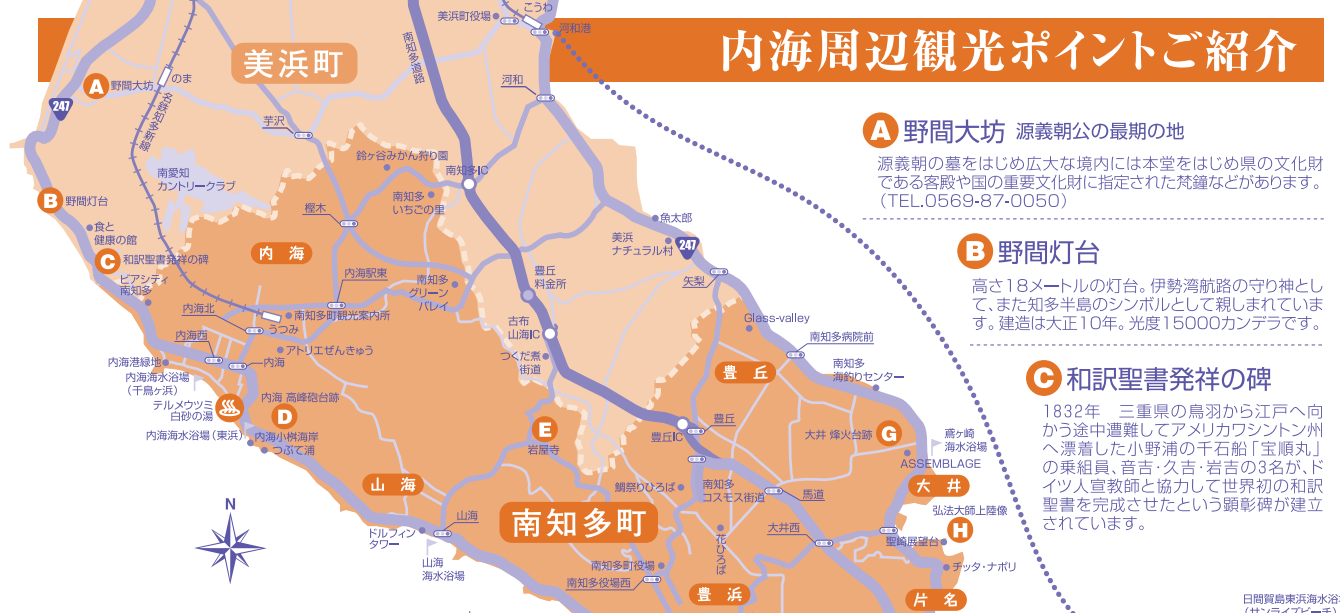 内海周辺観光ポイントご紹介
A 野間大坊 源義朝公の最期の地
源義朝の墓をはじめ広大な境内には本堂をはじめ県の文化財
である客殿や国の重要文化財に指定された梵鐘などがあります。
(TEL.0569-87-0050)
B 野間灯台
高さ18メートルの灯台。伊勢湾航路の守り神とし
て、また知多半島のシンボルとして親しまれていま
す。建造は大正10年。光度15000カンデラです。
C 和訳聖書発祥の碑
1832年 三重県の鳥羽から江戸へ向
かう途中遭難してアメリカワシントン州
へ漂着した小野浦の千石船「宝順丸」
の乗組員、音吉・久吉・岩吉の3名が、ド
イツ人宣教師と協力して世界初の和訳
聖書を完成させたという顕彰碑が建立
されています。
こうわ
美浜町役場
河和港
南知多道路
美浜町
のま
A 野間大坊
河和
247
名鉄知多新線
芋沢
鈴ヶ谷みかん狩り園
南知多IC
南愛知
カントリークラブ
南知多
いちごの里
B 野間灯台
樫木
魚太郎
食と
健康の館
美浜
ナチュラル村
247
内海
C 和訳聖書発祥の碑
ビアシティ
南知多
内海駅東
南知多
グリーン
バレイ
豊丘
料金所
矢梨
内海北
南知多町観光案内所
うつみ
古布
山海IC
Glass-valley
内海西
南知多病院前
アトリエぜんきゅう
内海港緑地
内海
つくだ煮
街道
豊丘
南知多
海釣りセンター
内海海水浴場
(千鳥ヶ浜)
テルメウツミ
白砂の湯
内海 高峰砲台跡
D
豊丘
E
岩屋寺
豊丘IC
大井 烽火台跡 G
鳶ヶ崎
海水浴場
内海海水浴場(東浜)
内海小桝海岸
つぶて浦
ASSEMBLAGE
山海
鯛祭りひろば
南知多
コスモス街道
馬道
大井
N
南知多町
弘法大師上陸像
H
山海
ドルフィン
タワー
大井西
聖崎展望台
花ひろば
山海
海水浴場
南知多町役場
南知多役場西
チッタ・ナポリ
豊浜
片名
日間賀島東浜海水浴
(サンライズビーチ)